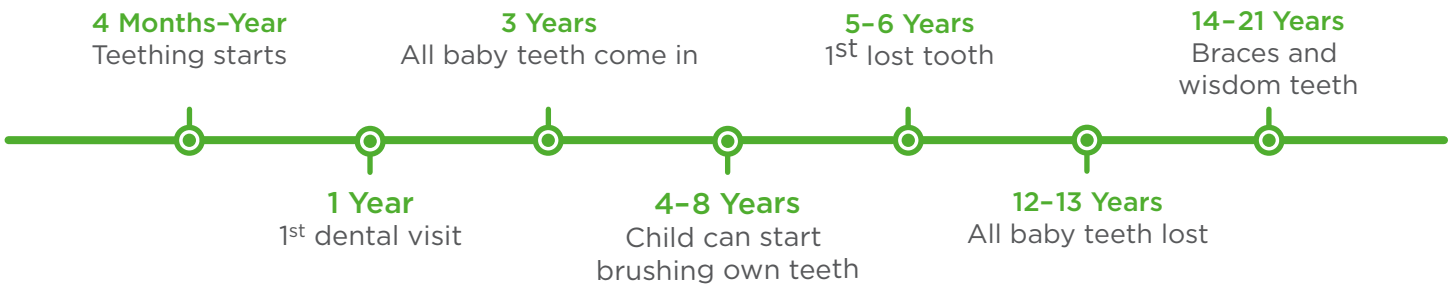 4 Months–Year
Teething starts
1 Year
1st dental visit
3 Years
All baby teeth come in
4–8 Years
Child can start
brushing own teeth
5–6 Years
1st lost tooth
12–13 Years
All baby teeth lost
14–21 Years
Braces and
wisdom teeth